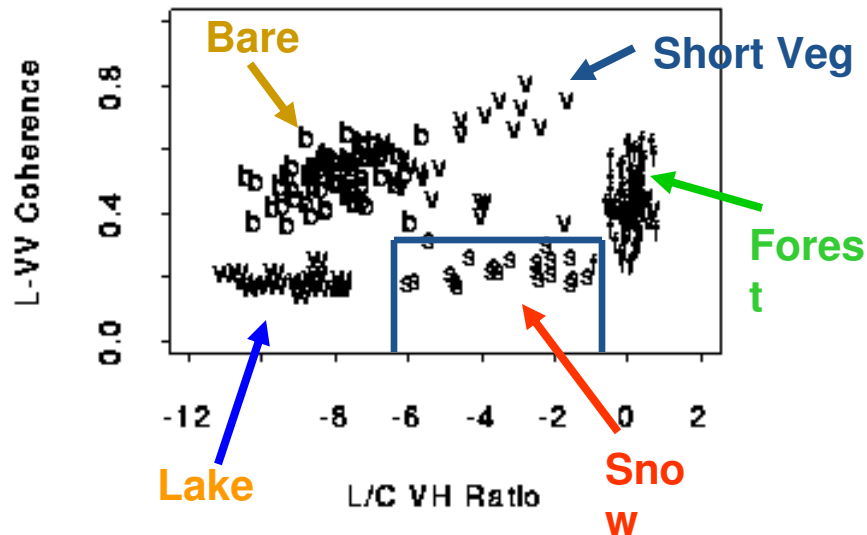 Bare
Short Veg
L-VV Coherence
0.8
0.4
0.0
Fores
t
-12
-8
-6
-4
-2
0
2
Lake
L/C VH Ratio
Sno
w